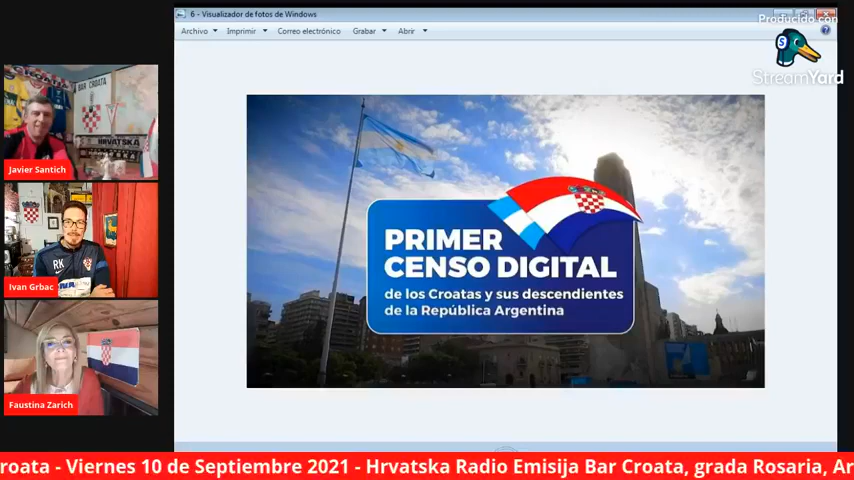 6 - Visualizador de fotos de Windows
Producido con
StreamYard
Archivo Imprimir Correo electrónico Grabar Abrir
BAR CROATA
HRVATSKA
Javier Santich
RK
Ivan Grbac
Faustina Zarich
PRIMER
CENSO DIGITAL
de los Croatas y sus descendientes
de la República Argentina
roata - Viernes 10 de Septiembre 2021 - Hrvatska Radio Emisija Bar Croata, grada Rosaria, Ar